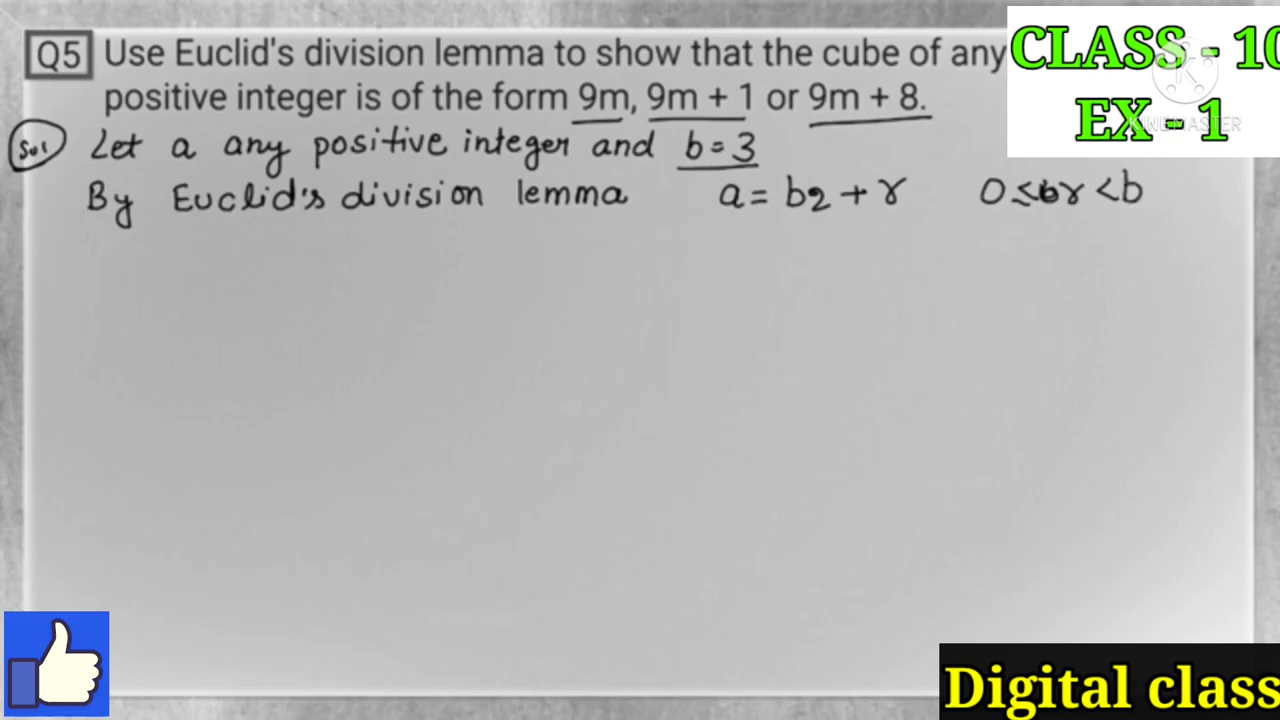 Q5 Use Euclid's division lemma to show that the cube of any
positive integer is of the form 9m, 9m + 1 or 9m + 8.
CLASS - 10
EX - 1
KINEMASTER
Sol Let a any positive integer and b = 3
By Euclid's division lemma a = bq + r 0 ≤ r < b
Digital class